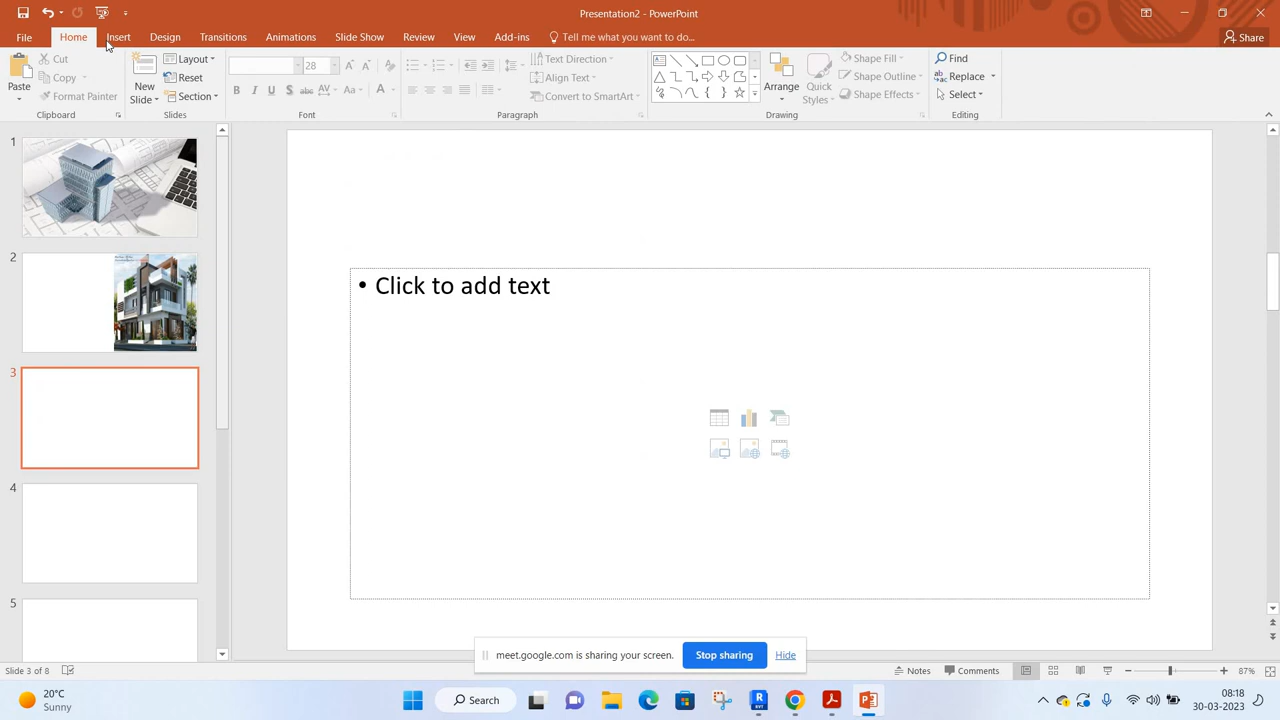 Presentation2 - PowerPoint
File Home Insert Design Transitions Animations Slide Show Review View Add-ins Tell me what you want to do... Share
Paste
Cut
Copy
Format Painter
Clipboard
New Slide
Layout
Reset
Section
Slides
28
B I U S abc AV Aa A
Font
Text Direction
Align Text
Convert to SmartArt
Paragraph
Arrange
Quick Styles
Shape Fill
Shape Outline
Shape Effects
Drawing
Find
Replace
Select
Editing
1
2
3
4
5
• Click to add text
meet.google.com is sharing your screen. Stop sharing Hide
Slide 3 of 8
Notes Comments 87%
20°C
Sunny
Search
08:18
30-03-2023